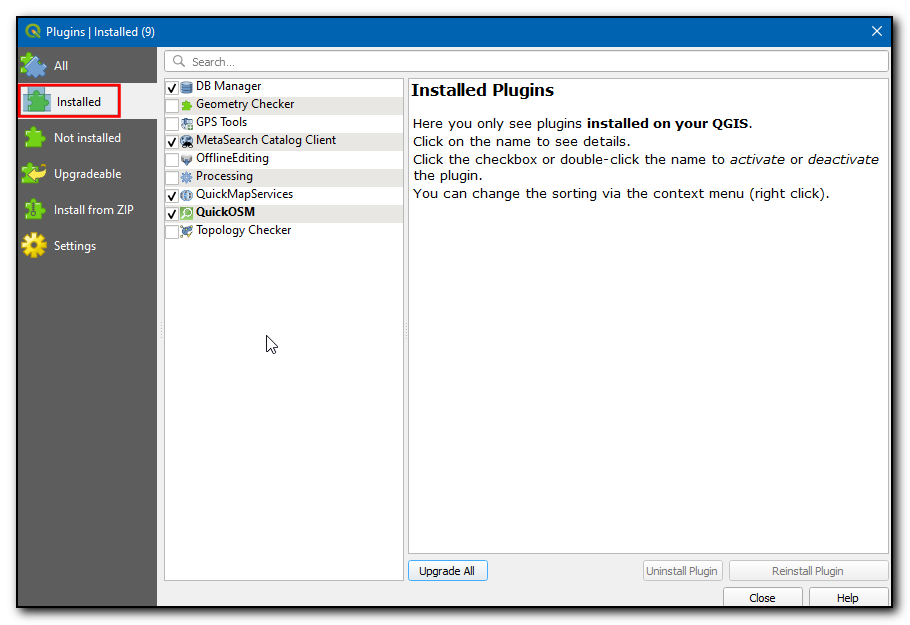 Plugins | Installed (9)
All
Installed
Not installed
Upgradeable
Install from ZIP
Settings
Search...
DB Manager
Geometry Checker
GPS Tools
MetaSearch Catalog Client
OfflineEditing
Processing
QuickMapServices
QuickOSM
Topology Checker
Installed Plugins
Here you only see plugins installed on your QGIS.
Click on the name to see details.
Click the checkbox or double-click the name to activate or deactivate
the plugin.
You can change the sorting via the context menu (right click).
Upgrade All
Uninstall Plugin
Reinstall Plugin
Close
Help